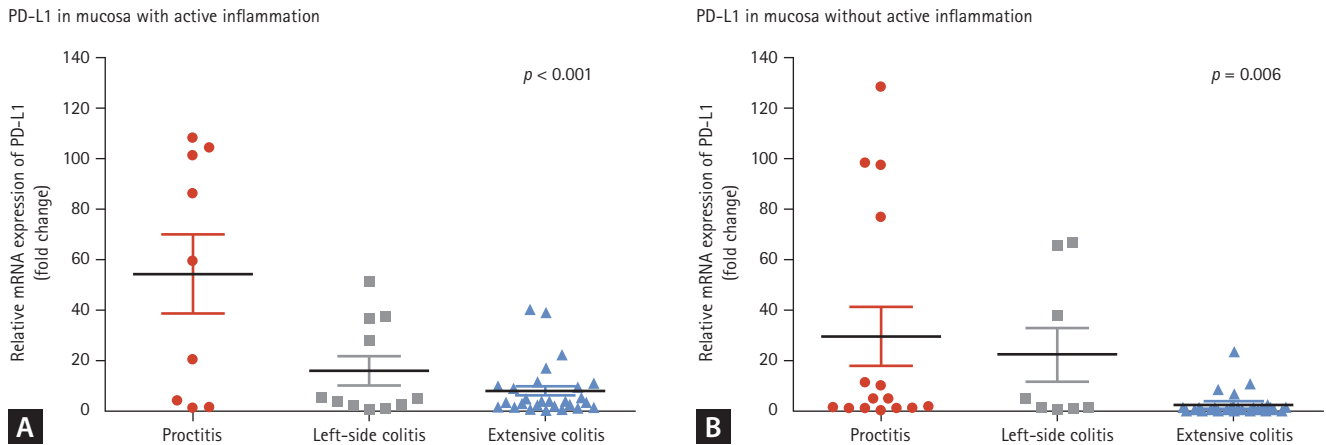 PD-L1 in mucosa with active inflammation
Relative mRNA expression of PD-L1
(fold change)
140
120
100
80
60
40
20
0
p < 0.001
Proctitis
Left-side colitis
Extensive colitis
A
PD-L1 in mucosa without active inflammation
Relative mRNA expression of PD-L1
(fold change)
140
120
100
80
60
40
20
0
p = 0.006
Proctitis
Left-side colitis
Extensive colitis
B